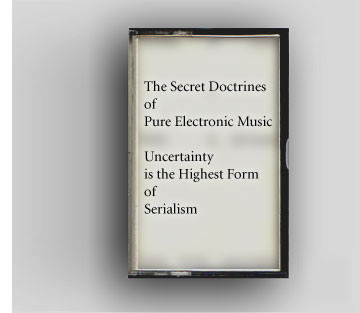 The Secret Doctrines
of
Pure Electronic Music
Uncertainty
is the Highest Form
of
Serialism